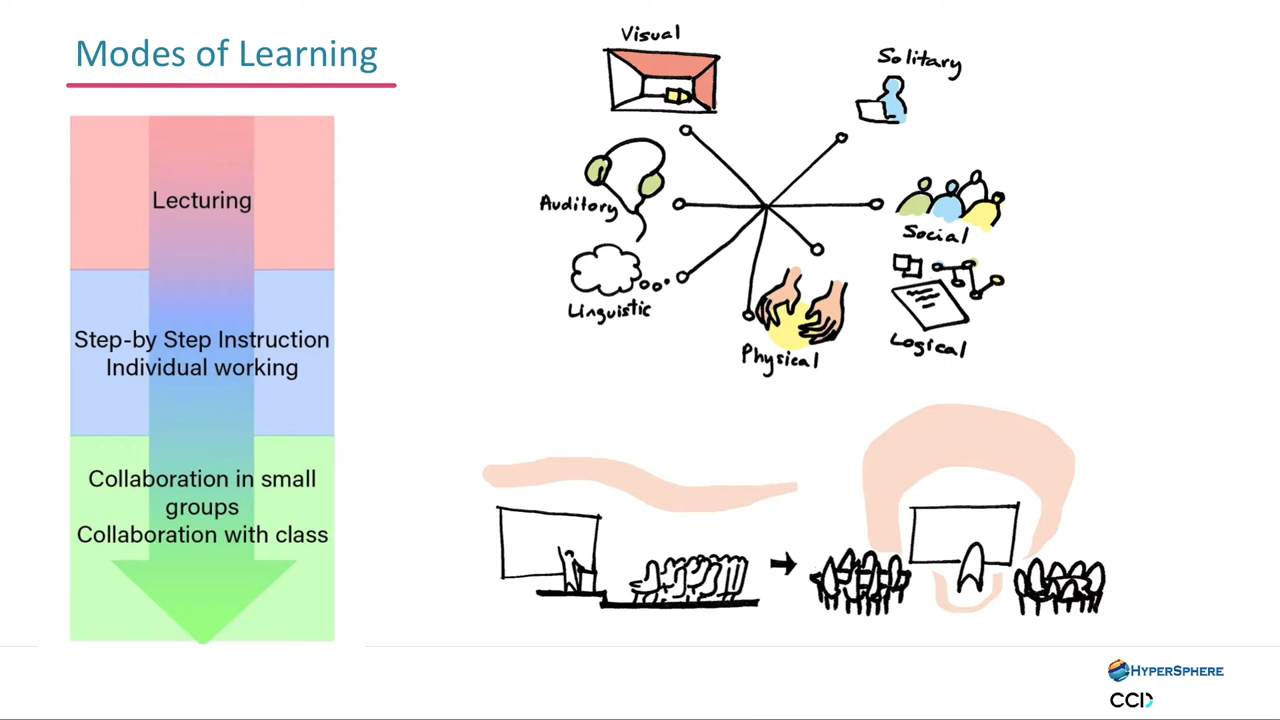 Modes of Learning
Lecturing
Step-by Step Instruction
Individual working
Collaboration in small
groups
Collaboration with class
Visual
Solitary
Auditory
Social
Linguistic
Logical
Physical
HYPERSPHERE
CCD